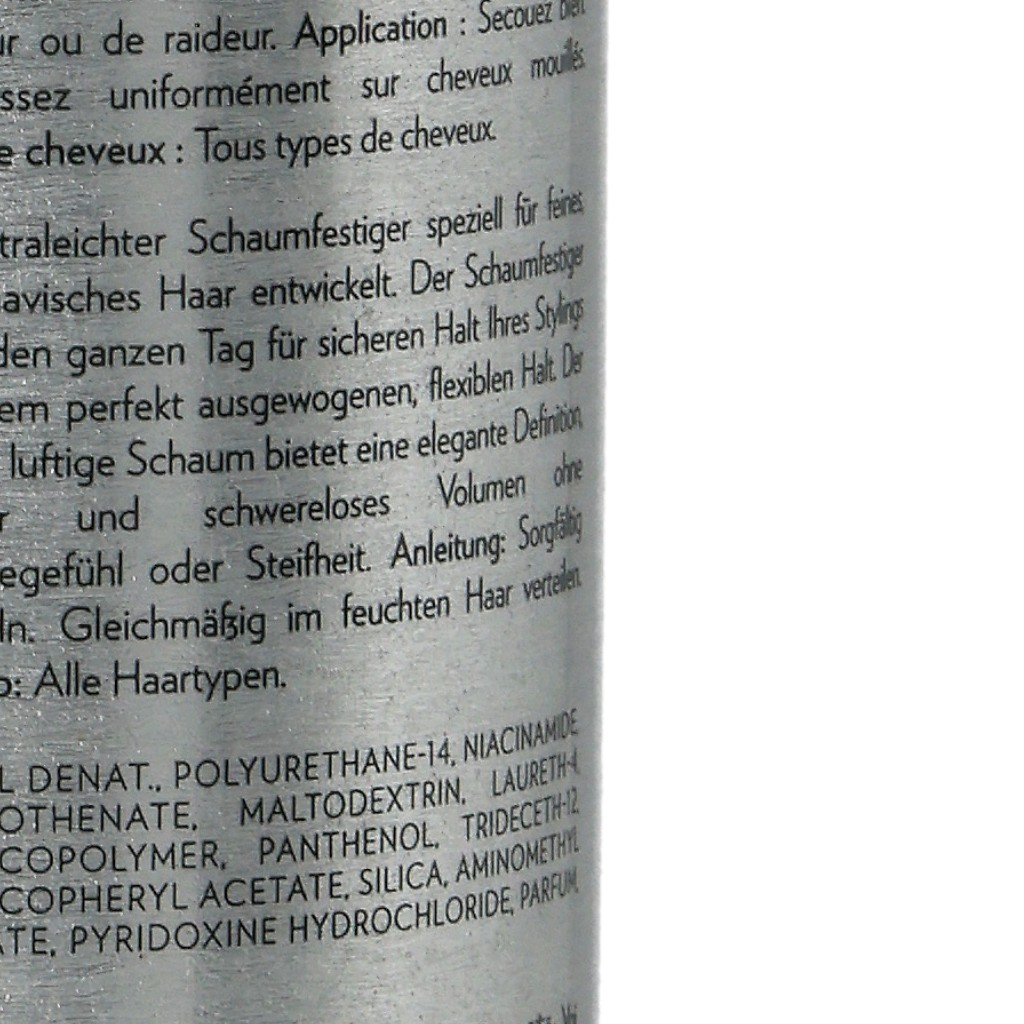 ur ou de raideur. Application : Secouez bien
ssez uniformément sur cheveux mouillés.
e cheveux : Tous types de cheveux.
traleichter Schaumfestiger speziell für feines,
avisches Haar entwickelt. Der Schaumfestiger
den ganzen Tag für sicheren Halt Ihres Stylings
em perfekt ausgewogenen, flexiblen Halt. Der
luftige Schaum bietet eine elegante Definition,
r und schwereloses Volumen ohne
egefühl oder Steifheit. Anleitung: Sorgfältig
ln. Gleichmäßig im feuchten Haar verteilen.
p: Alle Haartypen.
L DENAT., POLYURETHANE-14, NIACINAMIDE
OTHENATE, MALTODEXTRIN, LAURETH-4,
COPOLYMER, PANTHENOL, TRIDECETH-12,
COPHERYL ACETATE, SILICA, AMINOMETHYL
ATE, PYRIDOXINE HYDROCHLORIDE, PARFUM,